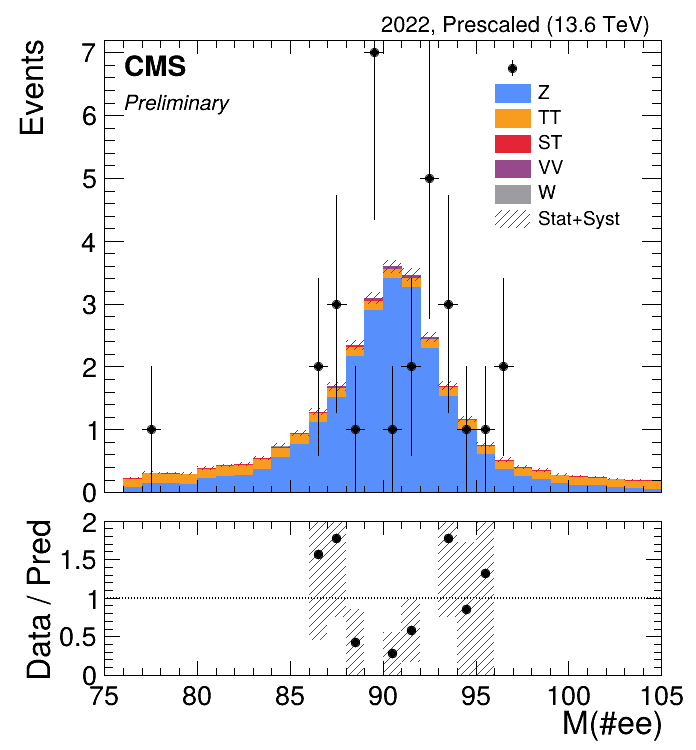 2022, Prescaled (13.6 TeV)
CMS
Preliminary
Events
7
6
5
4
3
2
1
0
Z
TT
ST
VV
W
Stat+Syst
Data / Pred
2
1.5
1
0.5
0
75 80 85 90 95 100 105
M(#ee)